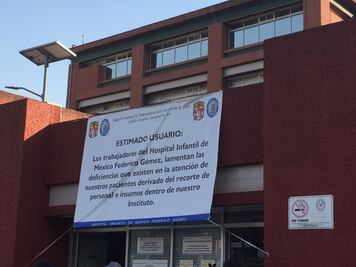 ESTIMADO USUARIO:
Los trabajadores del Hospital Infantil de
México Federico Gómez, lamentan las
deficiencias que existen en la atención de
nuestros pacientes derivado del recorte de
personal e insumos dentro de nuestro
Instituto.
HOSPITAL INFANTIL DE MEXICO FEDERICO GOMEZ
NO FUMAR